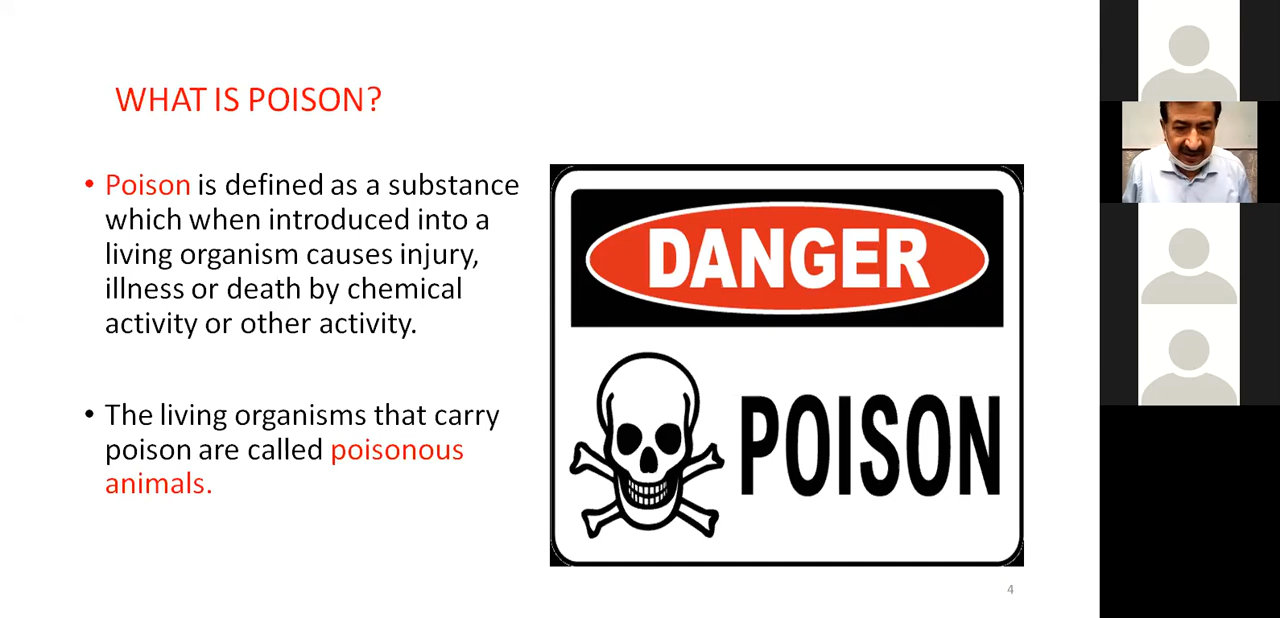 WHAT IS POISON?
• Poison is defined as a substance
which when introduced into a
living organism causes injury,
illness or death by chemical
activity or other activity.
• The living organisms that carry
poison are called poisonous
animals.
DANGER
POISON
4